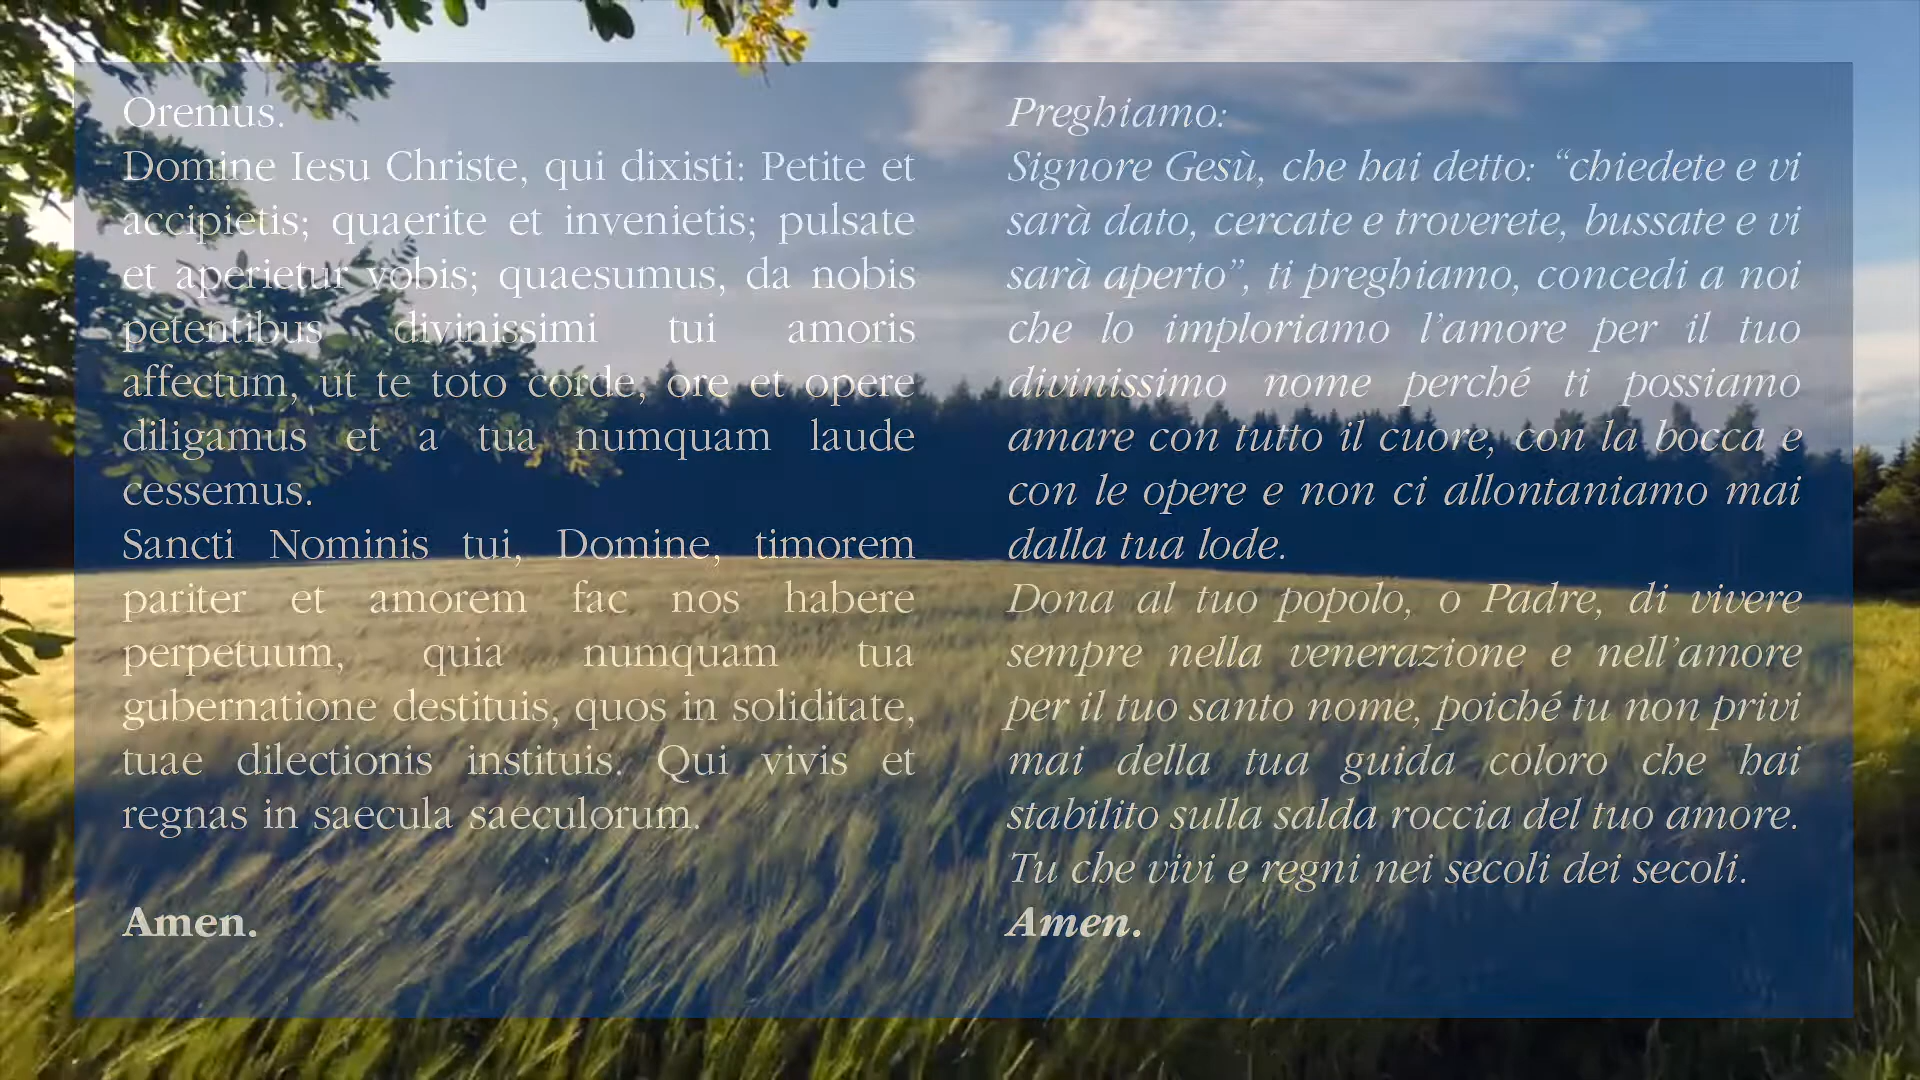 Oremus.
Domine Iesu Christe, qui dixisti: Petite et
accipietis; quaerite et invenietis; pulsate
et aperietur vobis; quaesumus, da nobis
petentibus divinissimi tui amoris
affectum, ut te toto corde, ore et opere
diligamus et a tua numquam laude
cessemus.
Sancti Nominis tui, Domine, timorem
pariter et amorem fac nos habere
perpetuum, quia numquam tua
gubernatione destituis, quos in soliditate,
tuae dilectionis instituis. Qui vivis et
regnas in saecula saeculorum.
Amen.
Preghiamo:
Signore Gesù, che hai detto: “chiedete e vi
sarà dato, cercate e troverete, bussate e vi
sarà aperto”, ti preghiamo, concedi a noi
che lo imploriamo l’amore per il tuo
divinissimo nome perché ti possiamo
amare con tutto il cuore, con la bocca e
con le opere e non ci allontaniamo mai
dalla tua lode.
Dona al tuo popolo, o Padre, di vivere
sempre nella venerazione e nell’amore
per il tuo santo nome, poiché tu non privi
mai della tua guida coloro che hai
stabilito sulla salda roccia del tuo amore.
Tu che vivi e regni nei secoli dei secoli.
Amen.